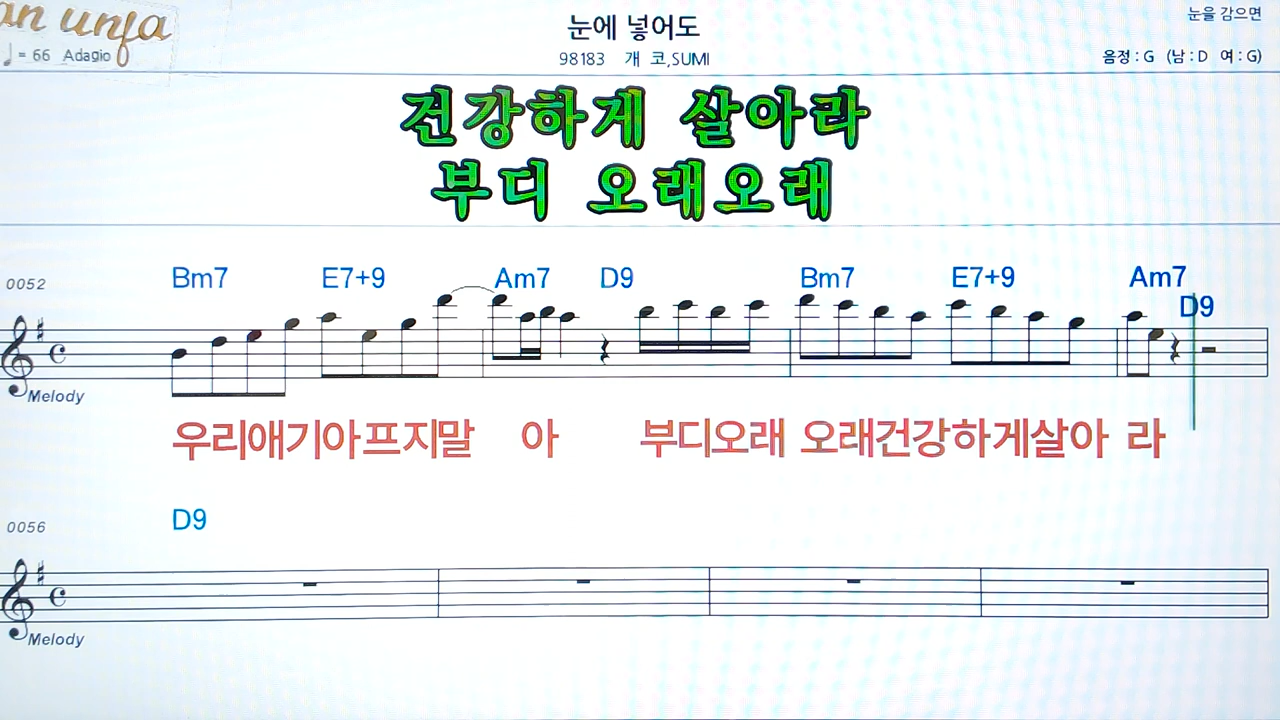 눈에 넣어도
눈을 감으면
♩= 66 Adagio
98183 개 코,SUMI
음정 : G (남 : D 여 : G)
건강하게 살아라
부디 오래오래
0052 Bm7 E7+9 Am7 D9 Bm7 E7+9 Am7 D9
Melody
우리애기아프지말 아 부디오래 오래건강하게살아 라
0056 D9
Melody